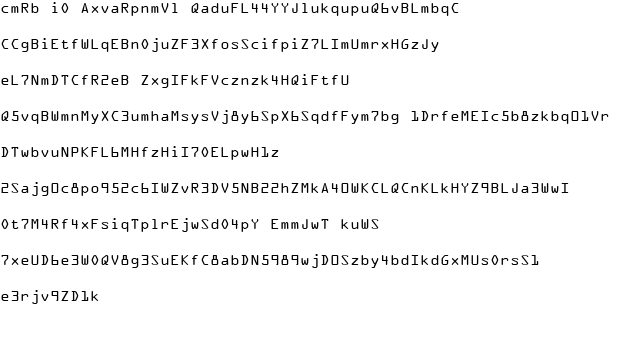 cmRb i0 AxvaRpnmVl QaduFL44YYJlukqupuQ6vBLmbqC
CCgBiEtfWLqEBn0juZF3XfosScifpiZ7LImUmrxHGzJy
eL7NmDTCfR2eB ZxgIFkFVcznzk4HQiFtfU
Q5vqBWmnMyXC3umhaMsysVj8y6SpX6SqdfFym7bg 1DrfeMEIc5b8zkbqO1Vr
DTwbvuNPKFL6MHfzHiI70ELpwH1z
2SajgOc8po952c6IWZvR3DV5NB22hZMkA4OWKCLQCnKLkHYZ9BLJa3WwI
0t7M4Rf4xFsiqTplrEjwSd04pY EmmJwT kuWS
7xeUD6e3W0QV8g3SuEKfC8abDN5989wjDOSzby4bdIkdGxMUs0rsS1
e3rjv9ZD1k